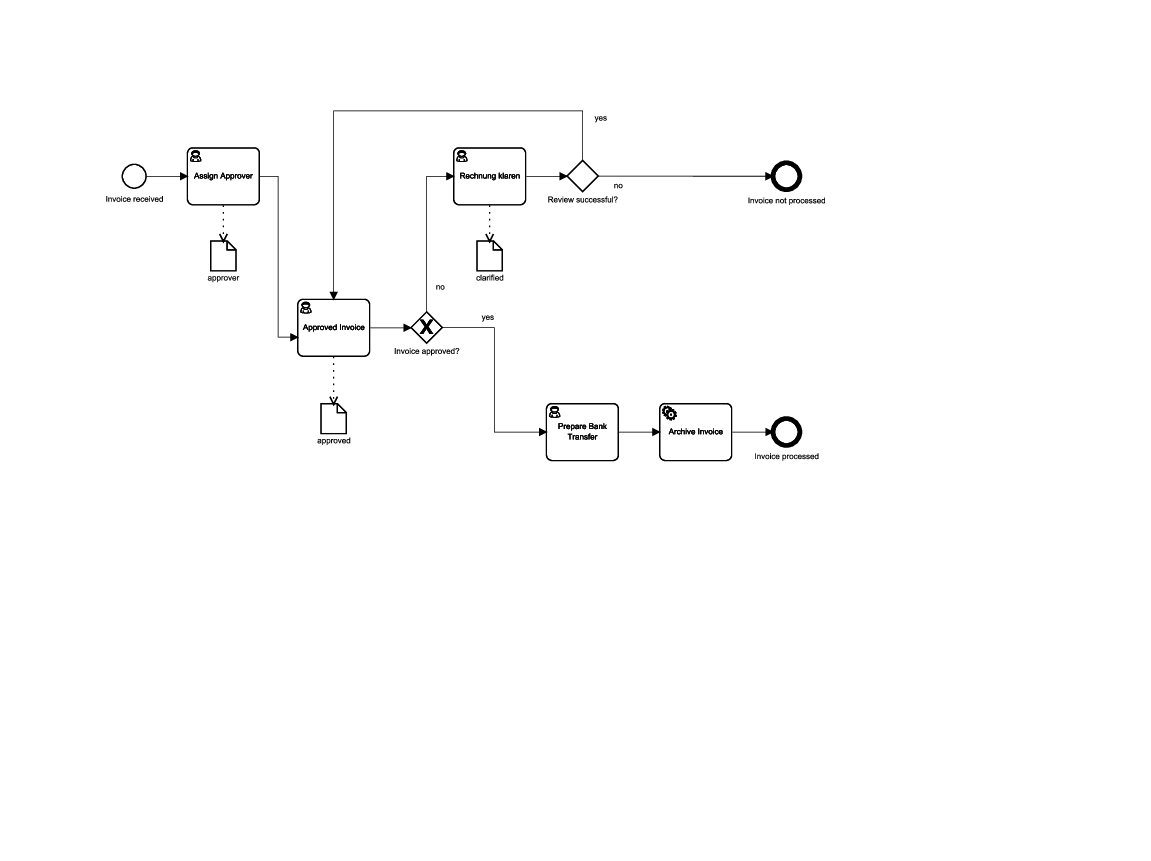 yes
Assign Approver
Rechnung klären
no
Invoice received
Review successful?
Invoice not processed
approver
clarified
no
Approved Invoice
yes
X
Invoice approved?
approved
Prepare Bank
Transfer
Archive Invoice
Invoice processed